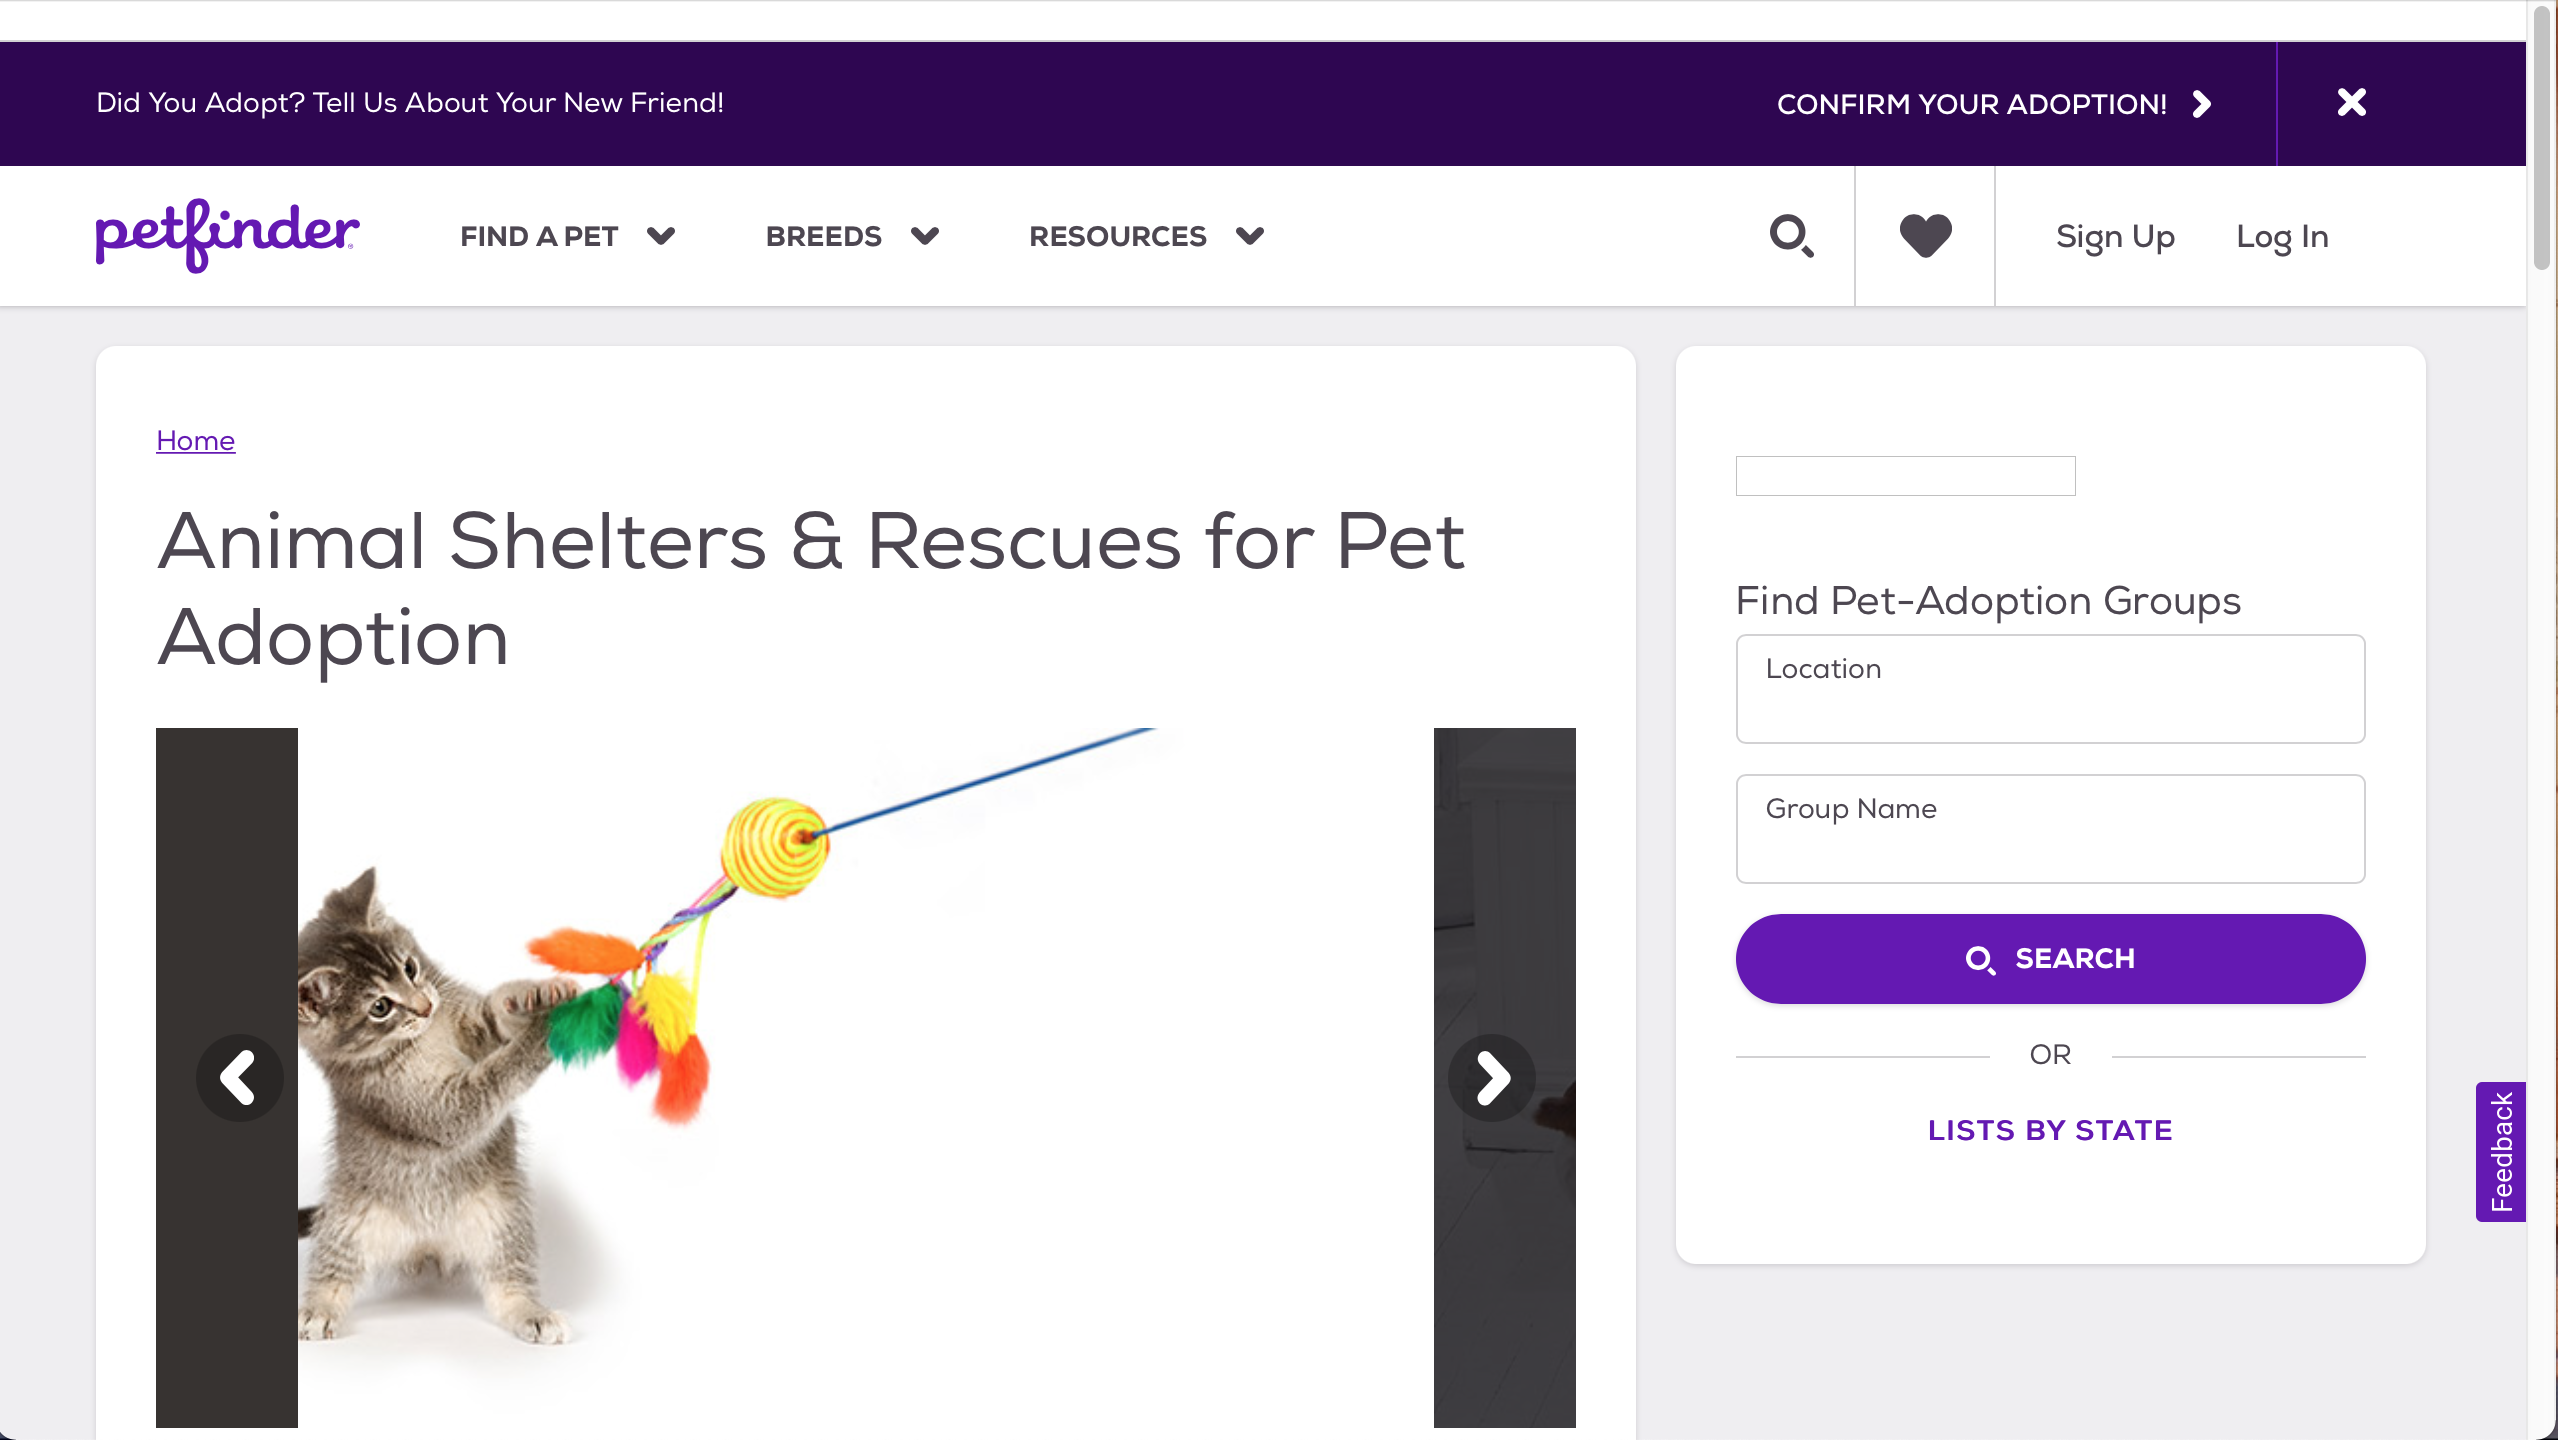 Did You Adopt? Tell Us About Your New Friend!
CONFIRM YOUR ADOPTION!
petfinder
FIND A PET
BREEDS
RESOURCES
Sign Up
Log In
Home
Animal Shelters & Rescues for Pet
Adoption
Find Pet-Adoption Groups
Location
Group Name
SEARCH
OR
LISTS BY STATE
Feedback